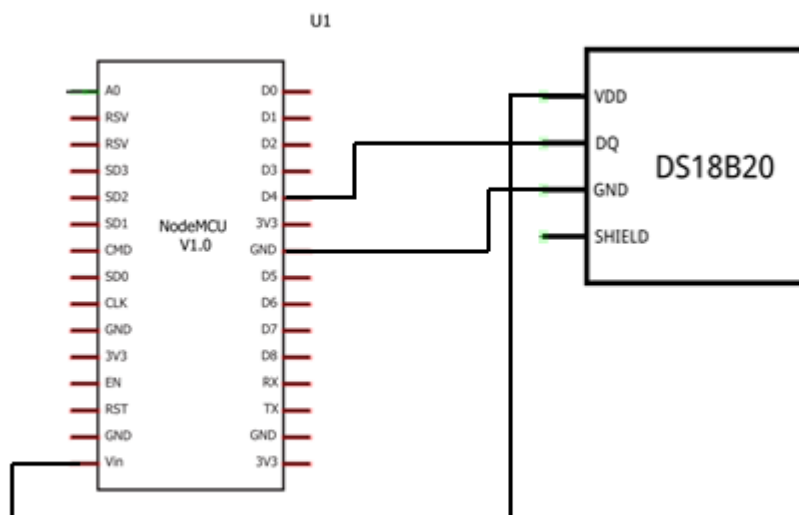 U1
A0
RSV
RSV
SD3
SD2
SD1
CMD
SD0
CLK
GND
3V3
EN
RST
GND
Vin
NodeMCU
V1.0
D0
D1
D2
D3
D4
3V3
GND
D5
D6
D7
D8
RX
TX
GND
3V3
VDD
DQ
GND
SHIELD
DS18B20